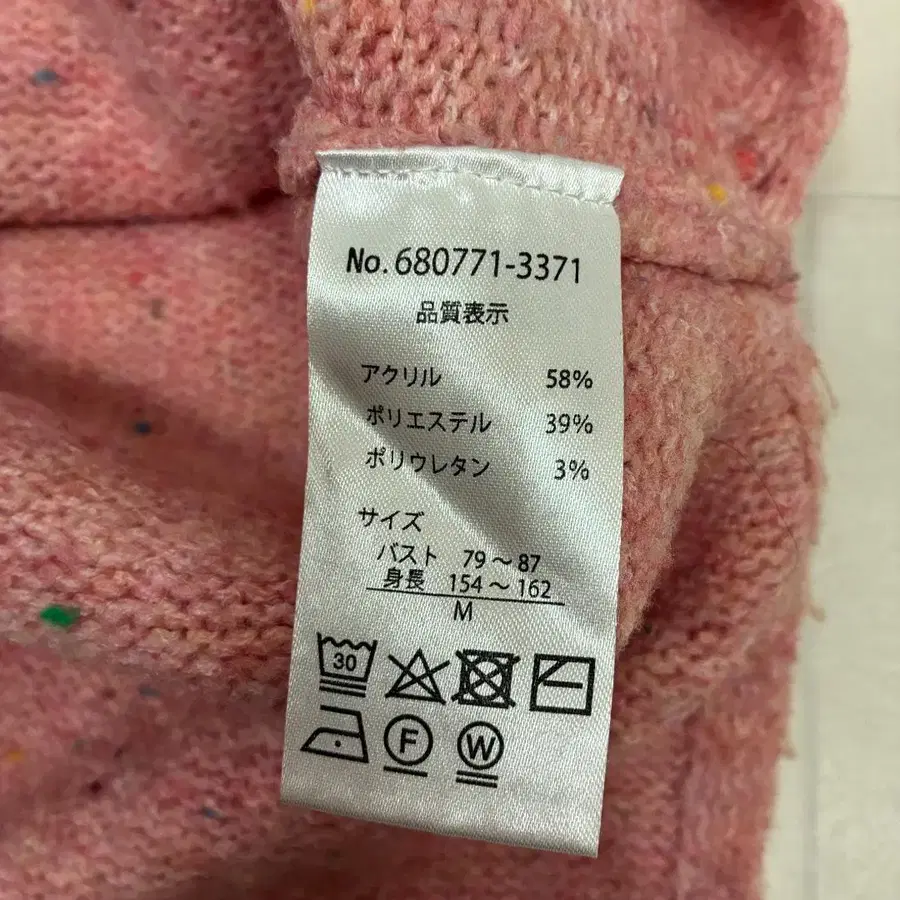 No. 680771-3371
品質表示
アクリル 58%
ポリエステル 39%
ポリウレタン 3%
サイズ
バスト 79～87
身長 154～162
M
30
F W